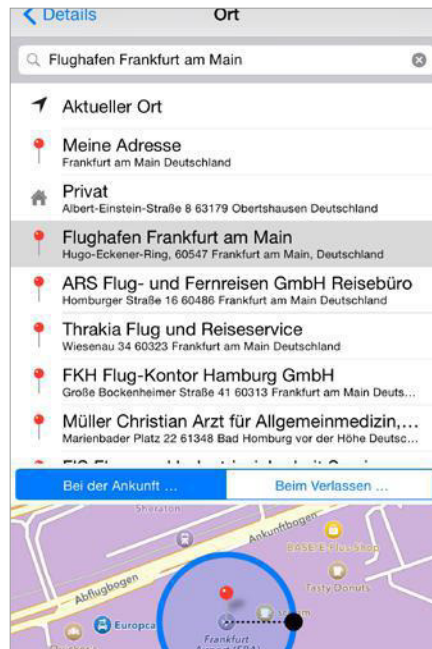 Details
Ort
Flughafen Frankfurt am Main
Aktueller Ort
Meine Adresse
Frankfurt am Main Deutschland
Privat
Albert-Einstein-Straße 8 63179 Obertshausen Deutschland
Flughafen Frankfurt am Main
Hugo-Eckener-Ring, 60547 Frankfurt am Main, Deutschland
ARS Flug- und Fernreisen GmbH Reisebüro
Homburger Straße 16 60486 Frankfurt am Main Deutschland
Thrakia Flug und Reiseservice
Wiesenau 34 60323 Frankfurt am Main Deutschland
FKH Flug-Kontor Hamburg GmbH
Große Bockenheimer Straße 41 60313 Frankfurt am Main Deuts...
Müller Christian Arzt für Allgemeinmedizin,...
Marienbader Platz 22 61348 Bad Homburg vor der Höhe Deutsc...
Bei der Ankunft ...
Beim Verlassen ...
Sheraton
Ankunftbogen
BASE E-Plus-Shop
Abflugbogen
Tasty Donuts
Europca
Frankfurt